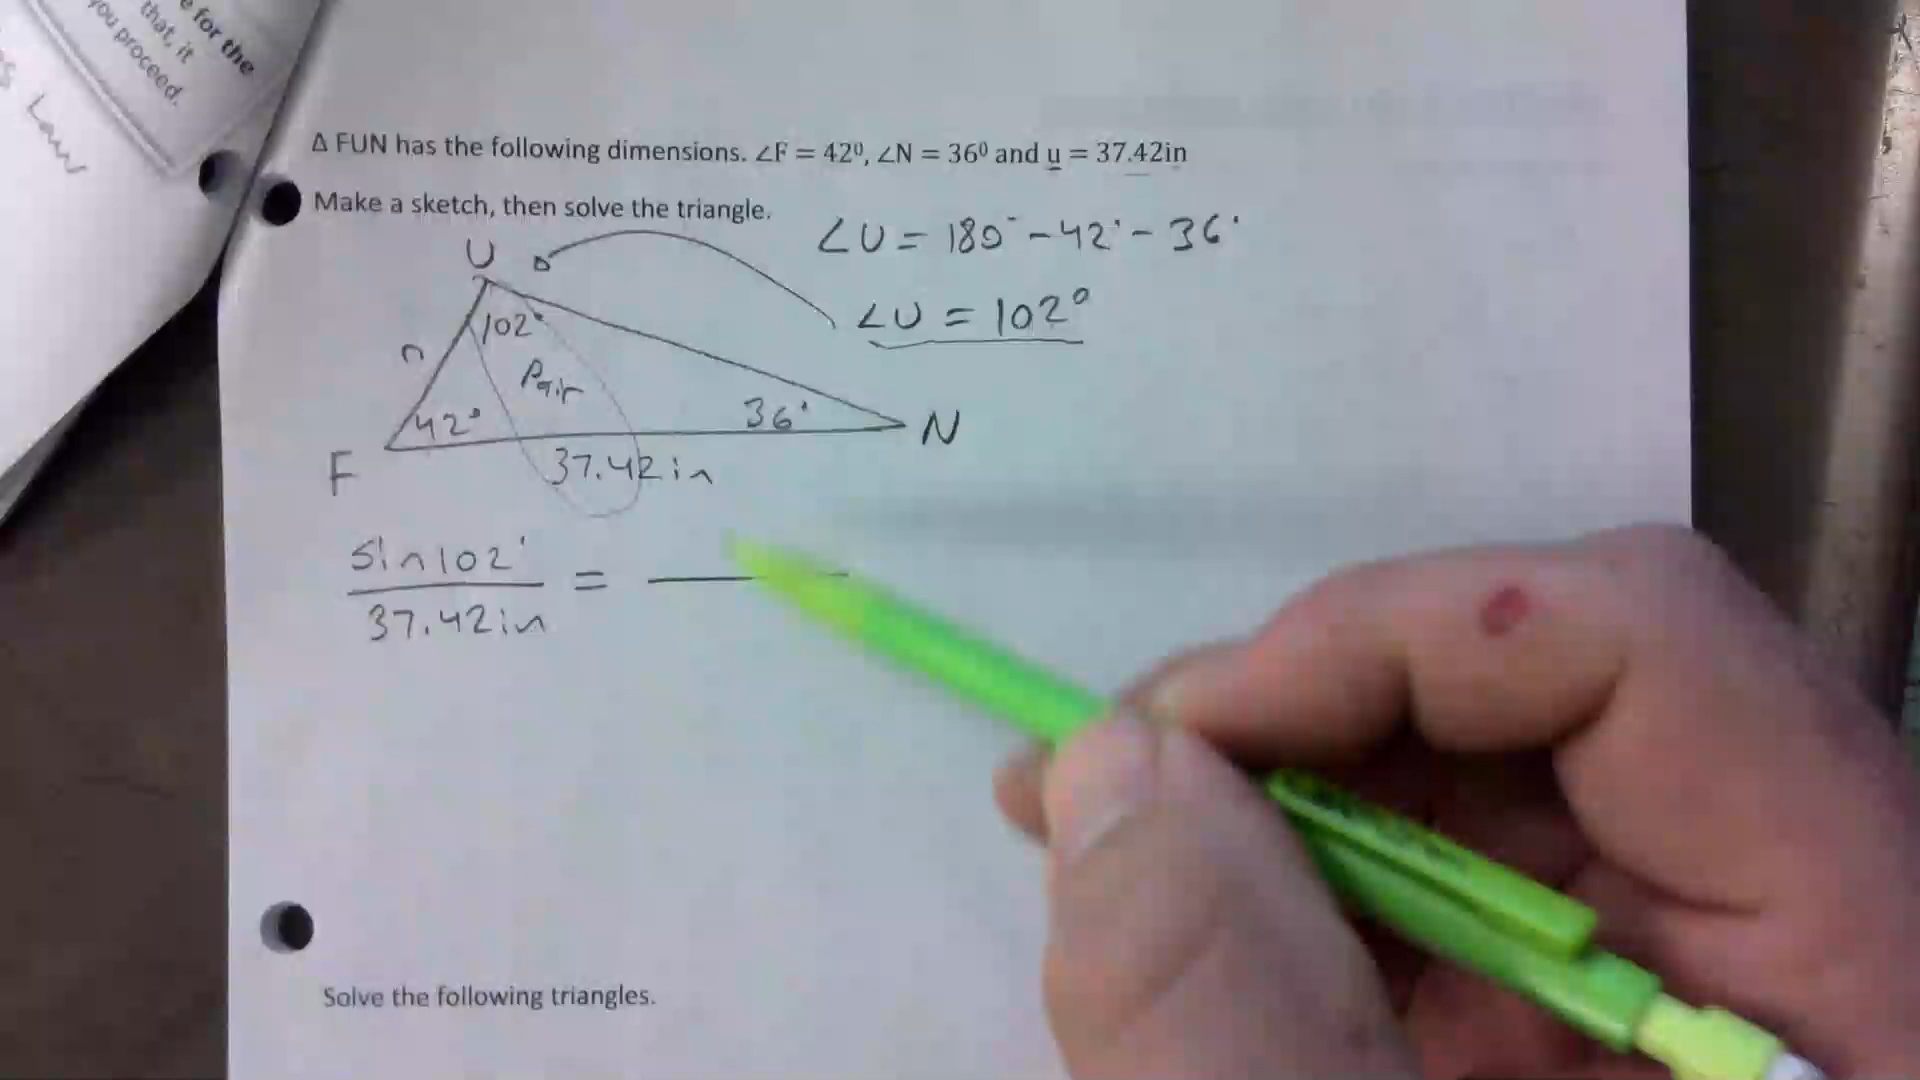 e for the
that, it
you proceed.
Law
Δ FUN has the following dimensions. ∠F = 42⁰, ∠N = 36⁰ and u = 37.42in
Make a sketch, then solve the triangle.
∠U = 180° - 42° - 36°
∠U = 102°
U
102°
n
Pair
42°
36°
N
F
37.42in
sin102° =
37.42in
Solve the following triangles.